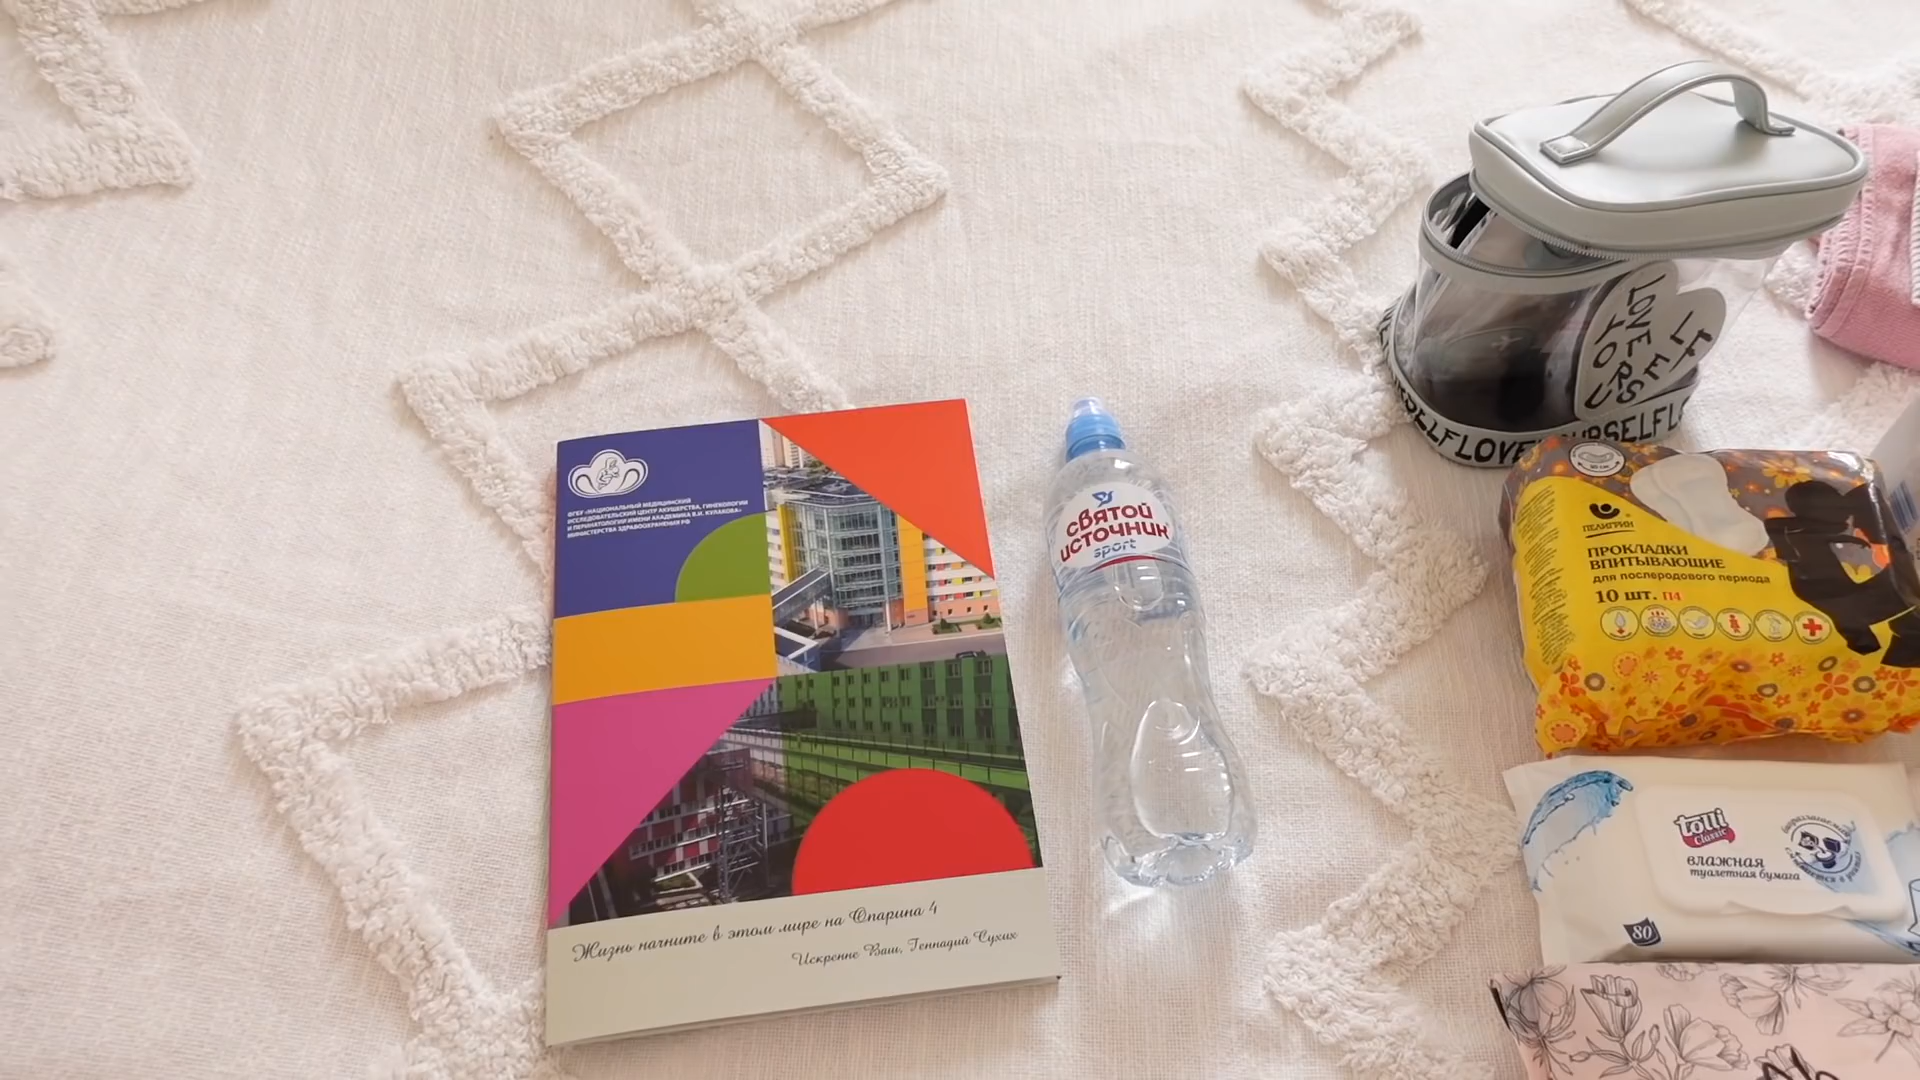 ФГБУ «НАЦИОНАЛЬНЫЙ МЕДИЦИНСКИЙ
ИССЛЕДОВАТЕЛЬСКИЙ ЦЕНТР АКУШЕРСТВА, ГИНЕКОЛОГИИ
И ПЕРИНАТОЛОГИИ ИМЕНИ АКАДЕМИКА В.И. КУЛАКОВА»
МИНИСТЕРСТВА ЗДРАВООХРАНЕНИЯ РФ
Жизнь начните в этом мире на Опарина 4
Искренне Ваш, Геннадий Сухих
святой
источник
sport
LOVE
YOURSELFLOVE
ПЕЛИГРИН
ПРОКЛАДКИ
ВПИТЫВАЮЩИЕ
для послеродового периода
10 шт. П4
tolli
Classic
влажная
туалетная бумага
80